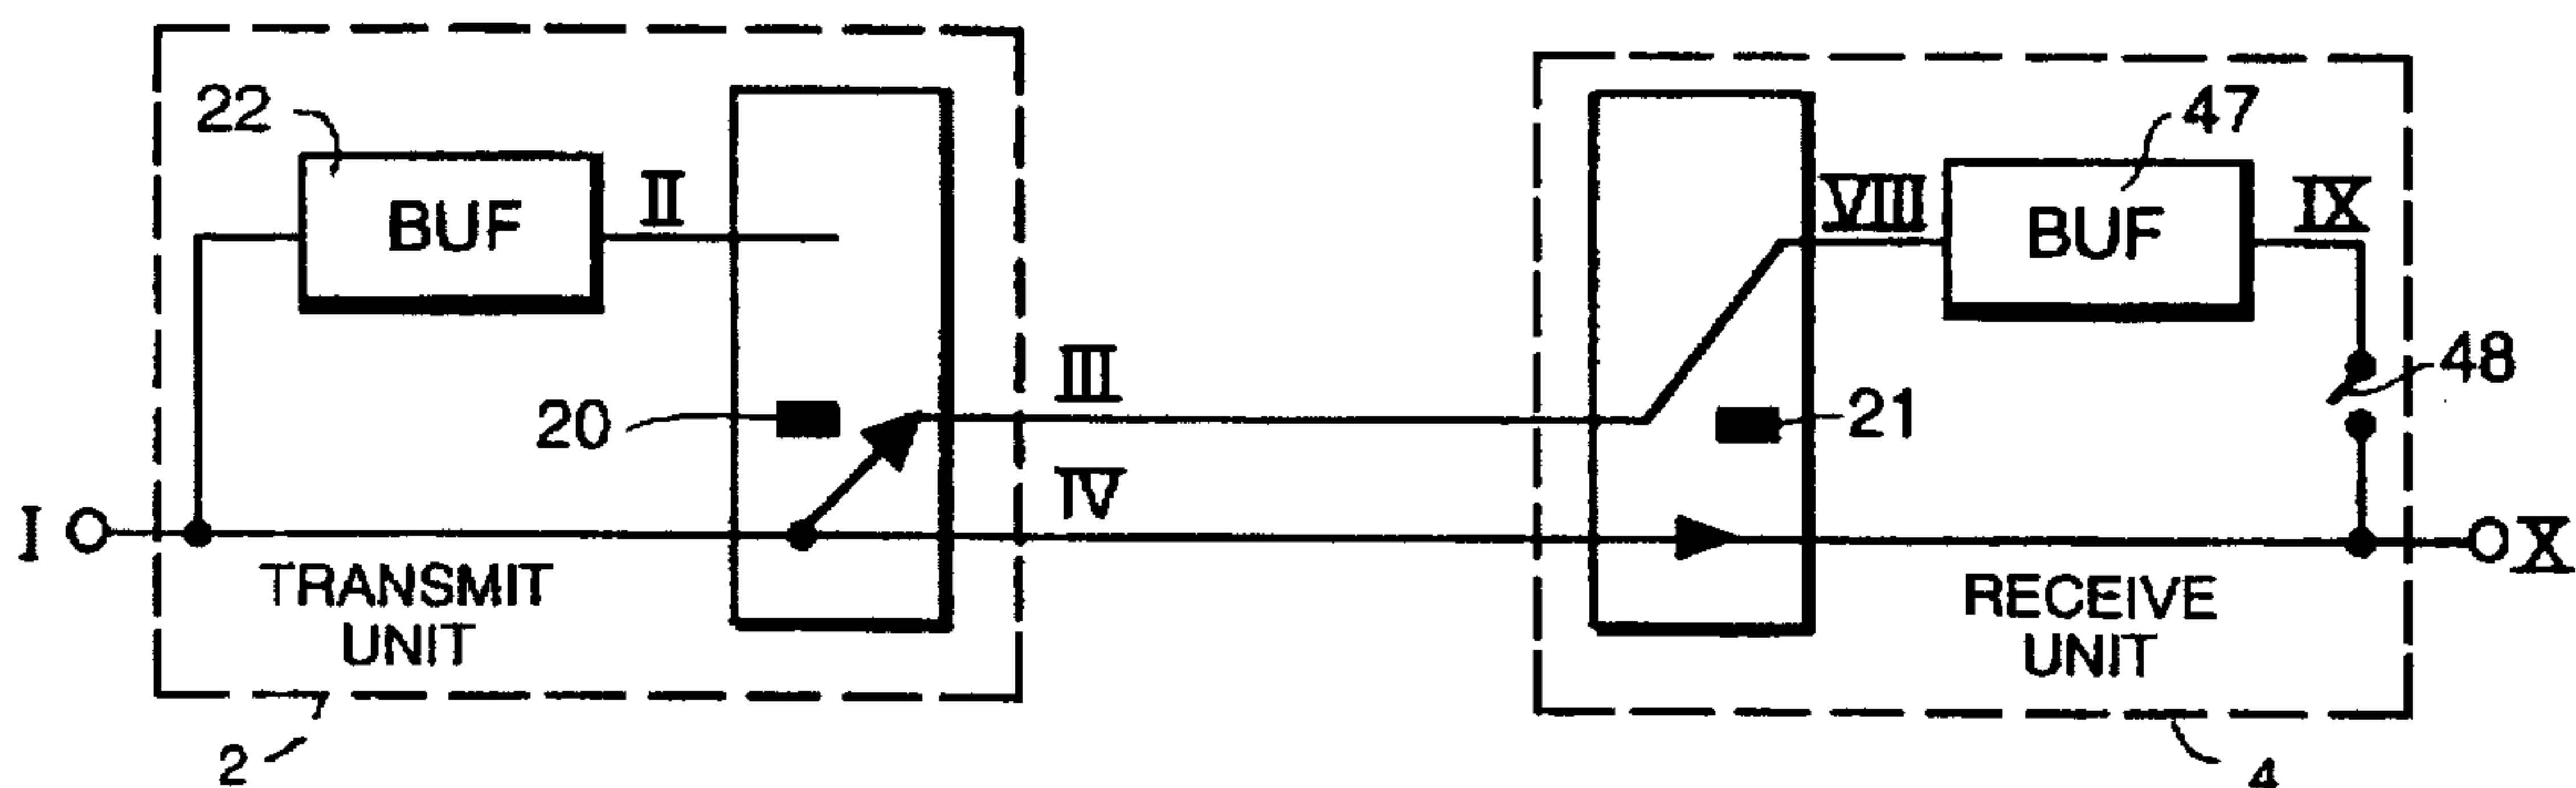 22
BUF
II
20
III
IV
I
TRANSMIT
UNIT
2
VIII
47
BUF
IX
48
21
X
RECEIVE
UNIT
4